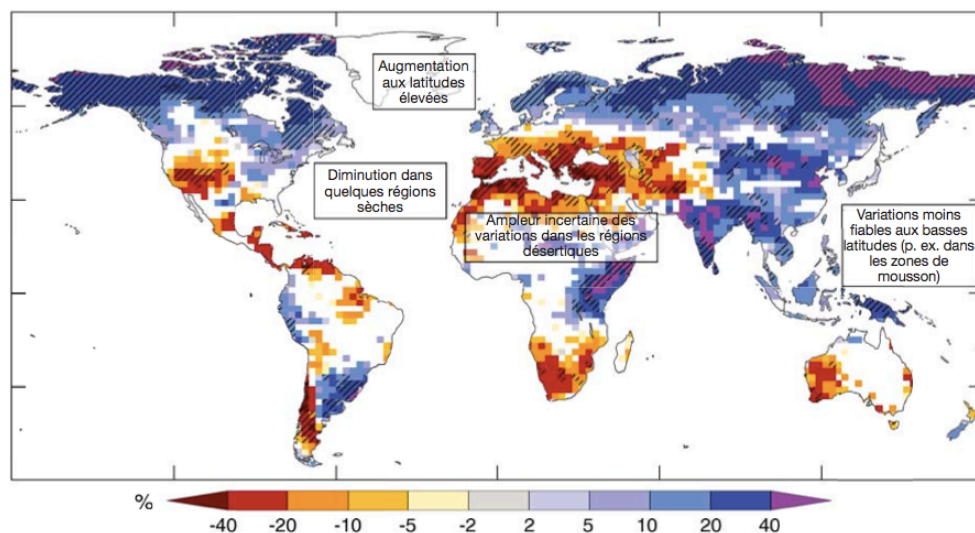 Augmentation
aux latitudes
élevées
Diminution dans
quelques régions
sèches
Ampleur incertaine des
variations dans les régions
désertiques
Variations moins
fiables aux basses
latitudes (p. ex. dans
les zones de
mousson)
%
-40 -20 -10 -5 -2 2 5 10 20 40